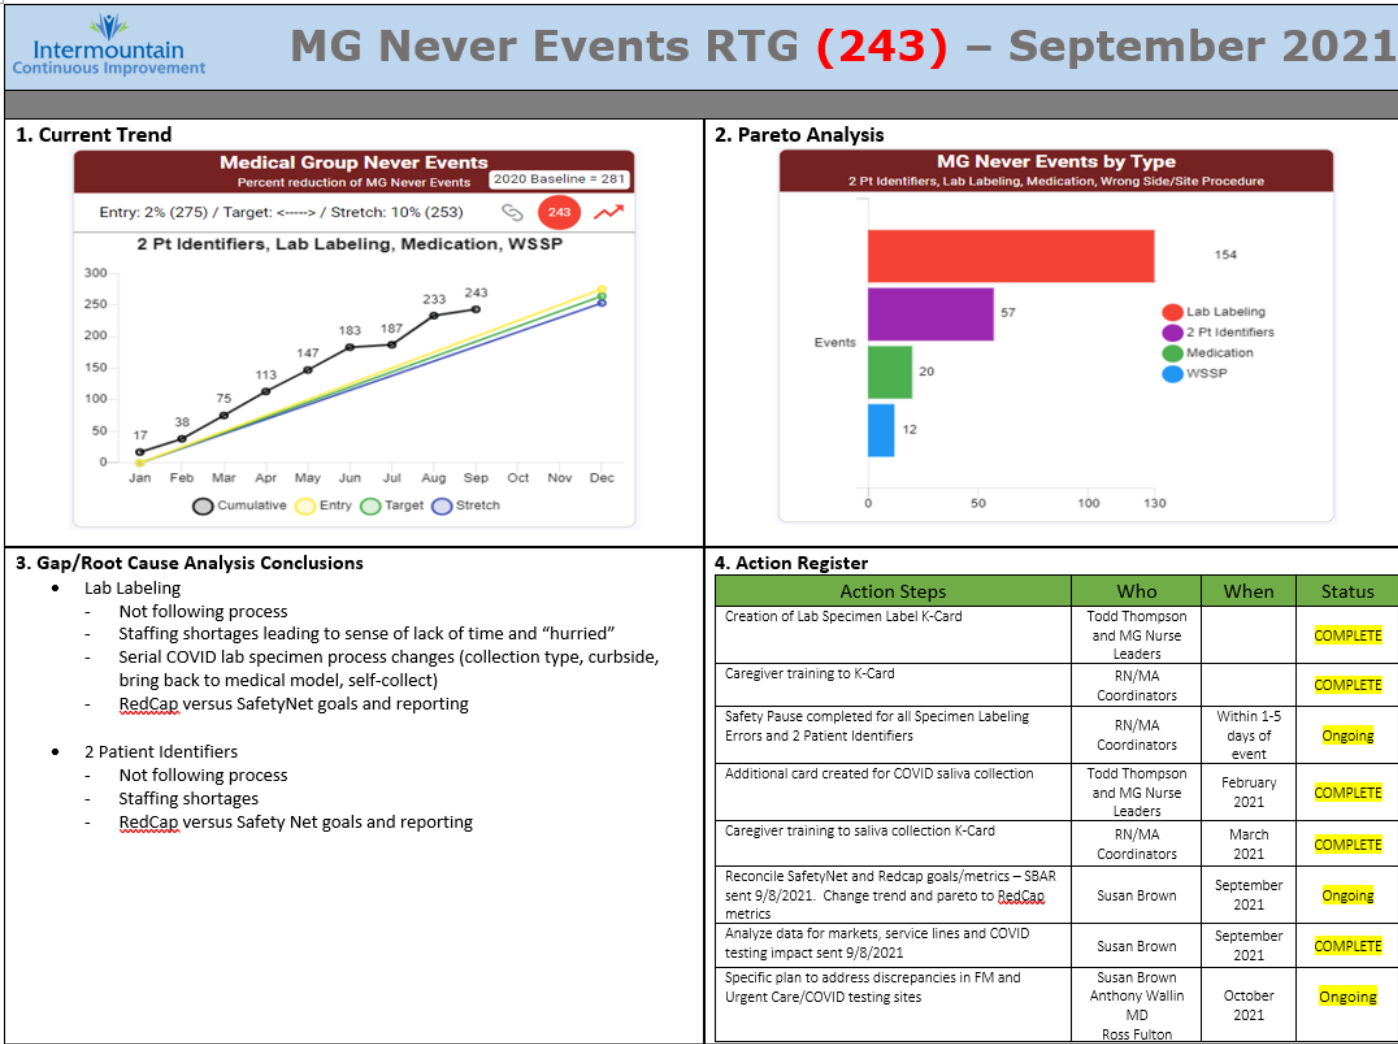 Intermountain
Continuous Improvement
MG Never Events RTG (243) – September 2021
1. Current Trend
Medical Group Never Events
Percent reduction of MG Never Events
2020 Baseline = 281
Entry: 2% (275) / Target: <----> / Stretch: 10% (253)
243
2 Pt Identifiers, Lab Labeling, Medication, WSSP
300
250
200
150
100
50
0
17
38
75
113
147
183
187
233
243
Jan Feb Mar Apr May Jun Jul Aug Sep Oct Nov Dec
Cumulative Entry Target Stretch
2. Pareto Analysis
MG Never Events by Type
2 Pt Identifiers, Lab Labeling, Medication, Wrong Side/Site Procedure
Events
154
57
20
12
Lab Labeling
2 Pt Identifiers
Medication
WSSP
0 50 100 130
3. Gap/Root Cause Analysis Conclusions
• Lab Labeling
- Not following process
- Staffing shortages leading to sense of lack of time and “hurried”
- Serial COVID lab specimen process changes (collection type, curbside,
bring back to medical model, self-collect)
- RedCap versus SafetyNet goals and reporting
• 2 Patient Identifiers
- Not following process
- Staffing shortages
- RedCap versus Safety Net goals and reporting
4. Action Register
Action Steps Who When Status
Creation of Lab Specimen Label K-Card
Todd Thompson
and MG Nurse
Leaders
COMPLETE
Caregiver training to K-Card
RN/MA
Coordinators
COMPLETE
Safety Pause completed for all Specimen Labeling
Errors and 2 Patient Identifiers
RN/MA
Coordinators
Within 1-5
days of
event
Ongoing
Additional card created for COVID saliva collection
Todd Thompson
and MG Nurse
Leaders
February
2021
COMPLETE
Caregiver training to saliva collection K-Card
RN/MA
Coordinators
March
2021
COMPLETE
Reconcile SafetyNet and Redcap goals/metrics – SBAR
sent 9/8/2021. Change trend and pareto to RedCap
metrics
Susan Brown
September
2021
Ongoing
Analyze data for markets, service lines and COVID
testing impact sent 9/8/2021
Susan Brown
September
2021
COMPLETE
Specific plan to address discrepancies in FM and
Urgent Care/COVID testing sites
Susan Brown
Anthony Wallin
MD
Ross Fulton
October
2021
Ongoing